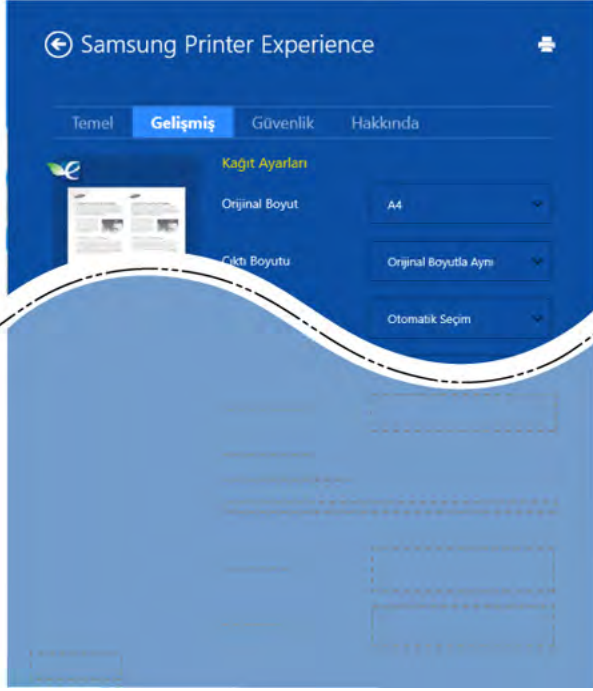 Samsung Printer Experience
Temel Gelişmiş Güvenlik Hakkında
Kağıt Ayarları
Orijinal Boyut A4
Çıktı Boyutu Orijinal Boyutla Aynı
Otomatik Seçim